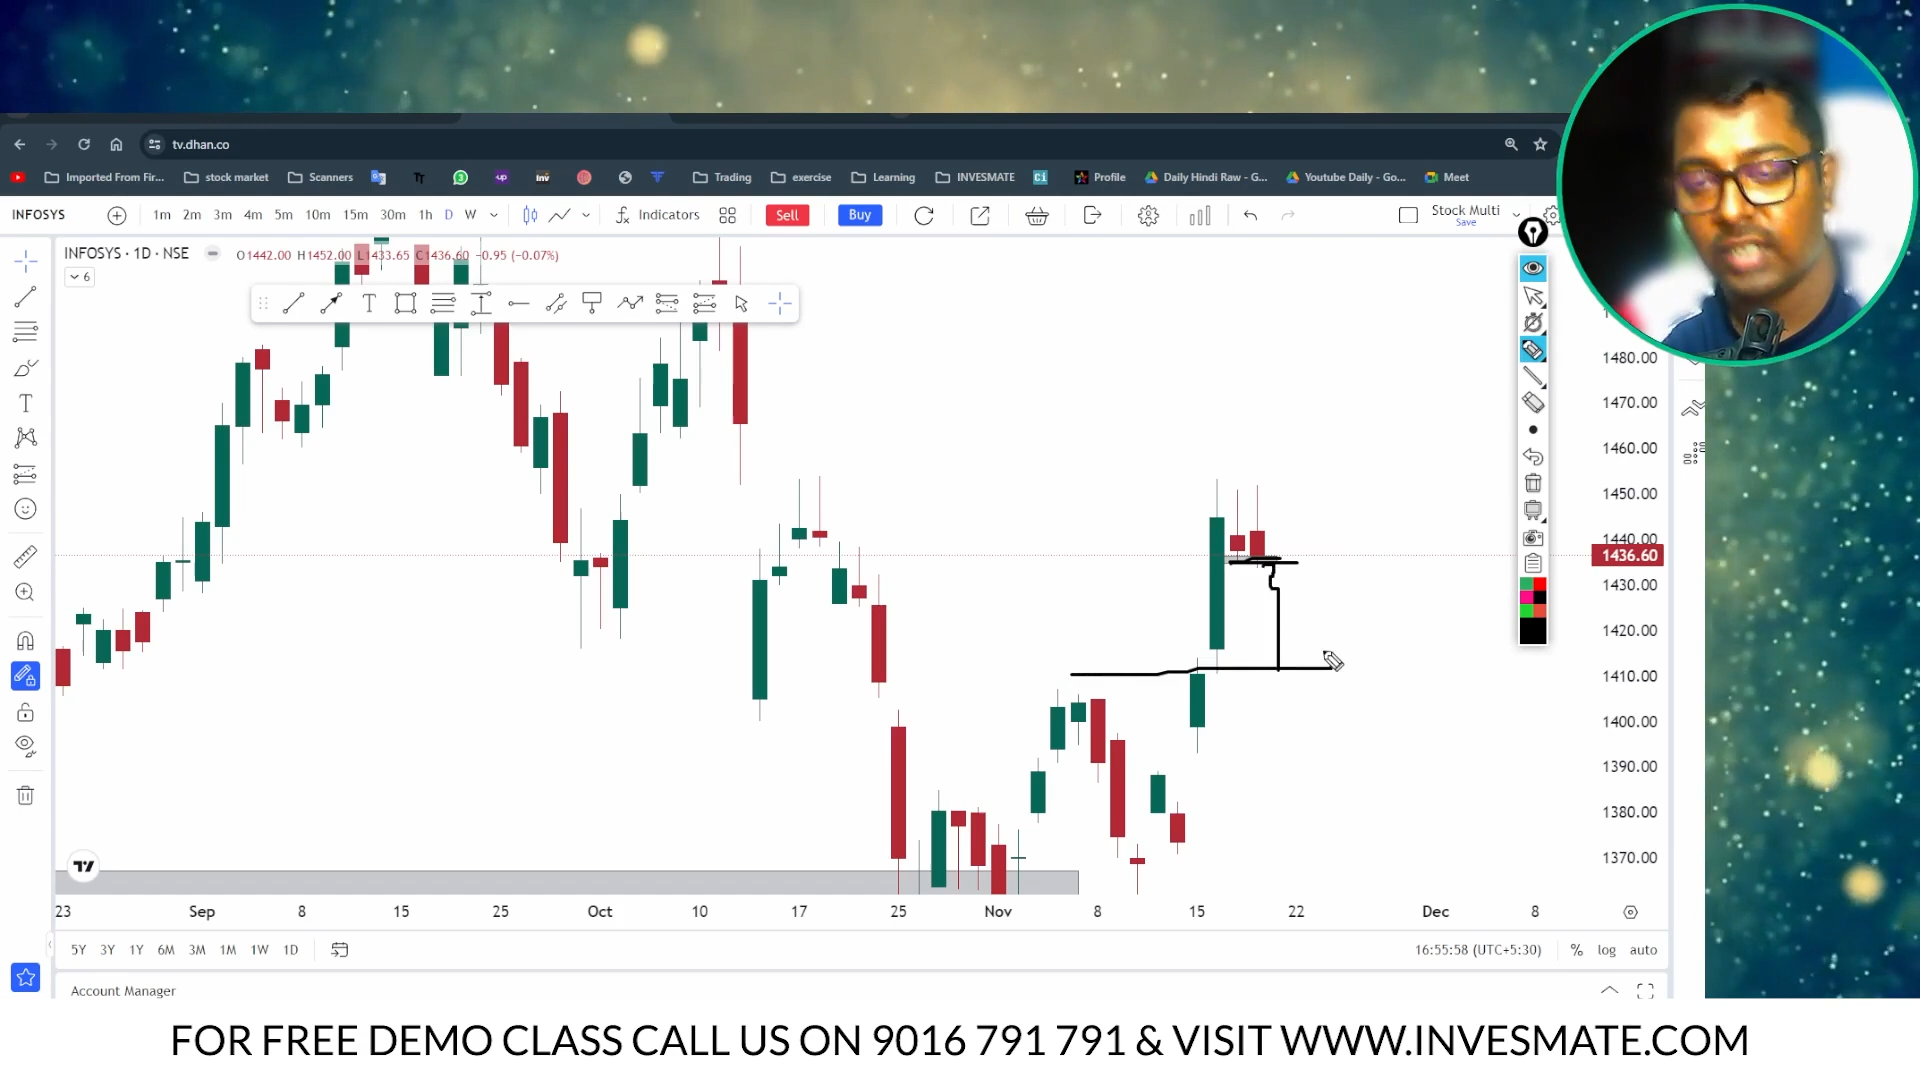 tv.dhan.co
Imported From Fir... stock market Scanners Trading exercise Learning INVESMATE Profile Daily Hindi Raw - G... Youtube Daily - Go... Meet
INFOSYS 1m 2m 3m 4m 5m 10m 15m 30m 1h D W Indicators Sell Buy Stock Multi
Save
INFOSYS · 1D · NSE O1442.00 H1452.00 L1433.65 C1436.60 −0.95 (−0.07%)
6
1480.00
1470.00
1460.00
1450.00
1440.00
1436.60
1430.00
1420.00
1410.00
1400.00
1390.00
1380.00
1370.00
23 Sep 8 15 25 Oct 10 17 25 Nov 8 15 22 Dec 8
5Y 3Y 1Y 6M 3M 1M 1W 1D 16:55:58 (UTC+5:30) % log auto
Account Manager
FOR FREE DEMO CLASS CALL US ON 9016 791 791 & VISIT WWW.INVESMATE.COM